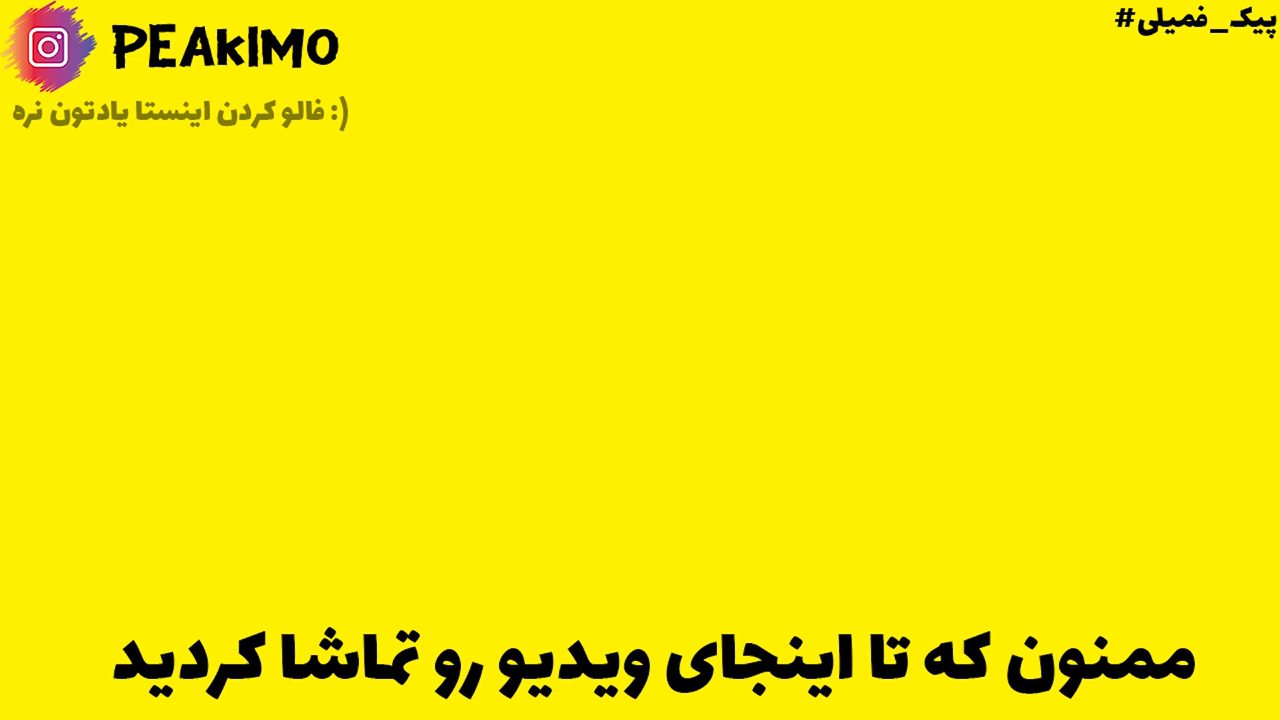 PEAkIMO
#پیک_فمیلی
فالو کردن اینستا یادتون نره :)
ممنون که تا اینجای ویدیو رو تماشا کردید